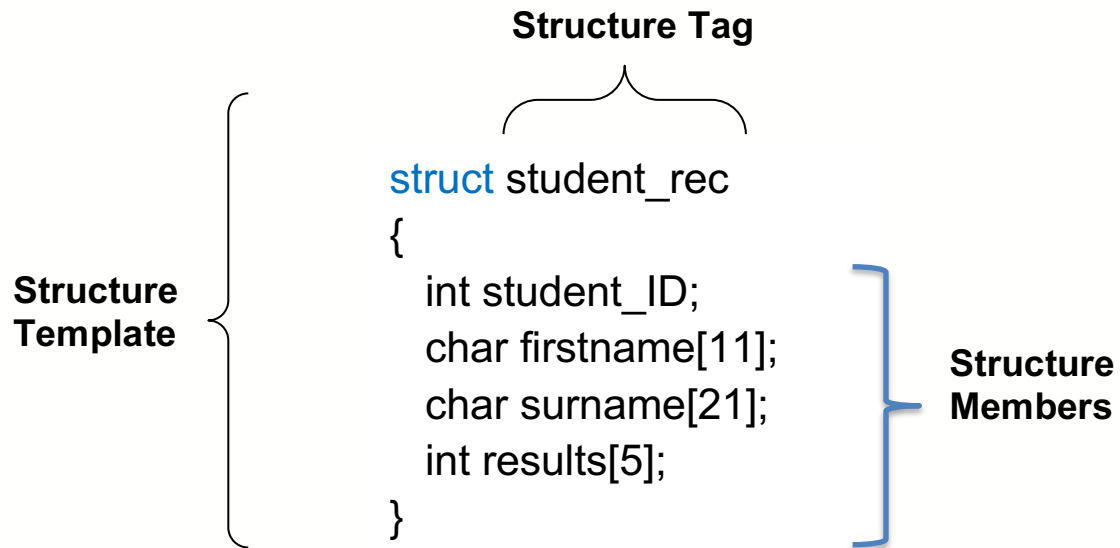 Structure Tag
struct student_rec
{
Structure
Template
int student_ID;
char firstname[11];
char surname[21];
int results[5];
}
Structure
Members